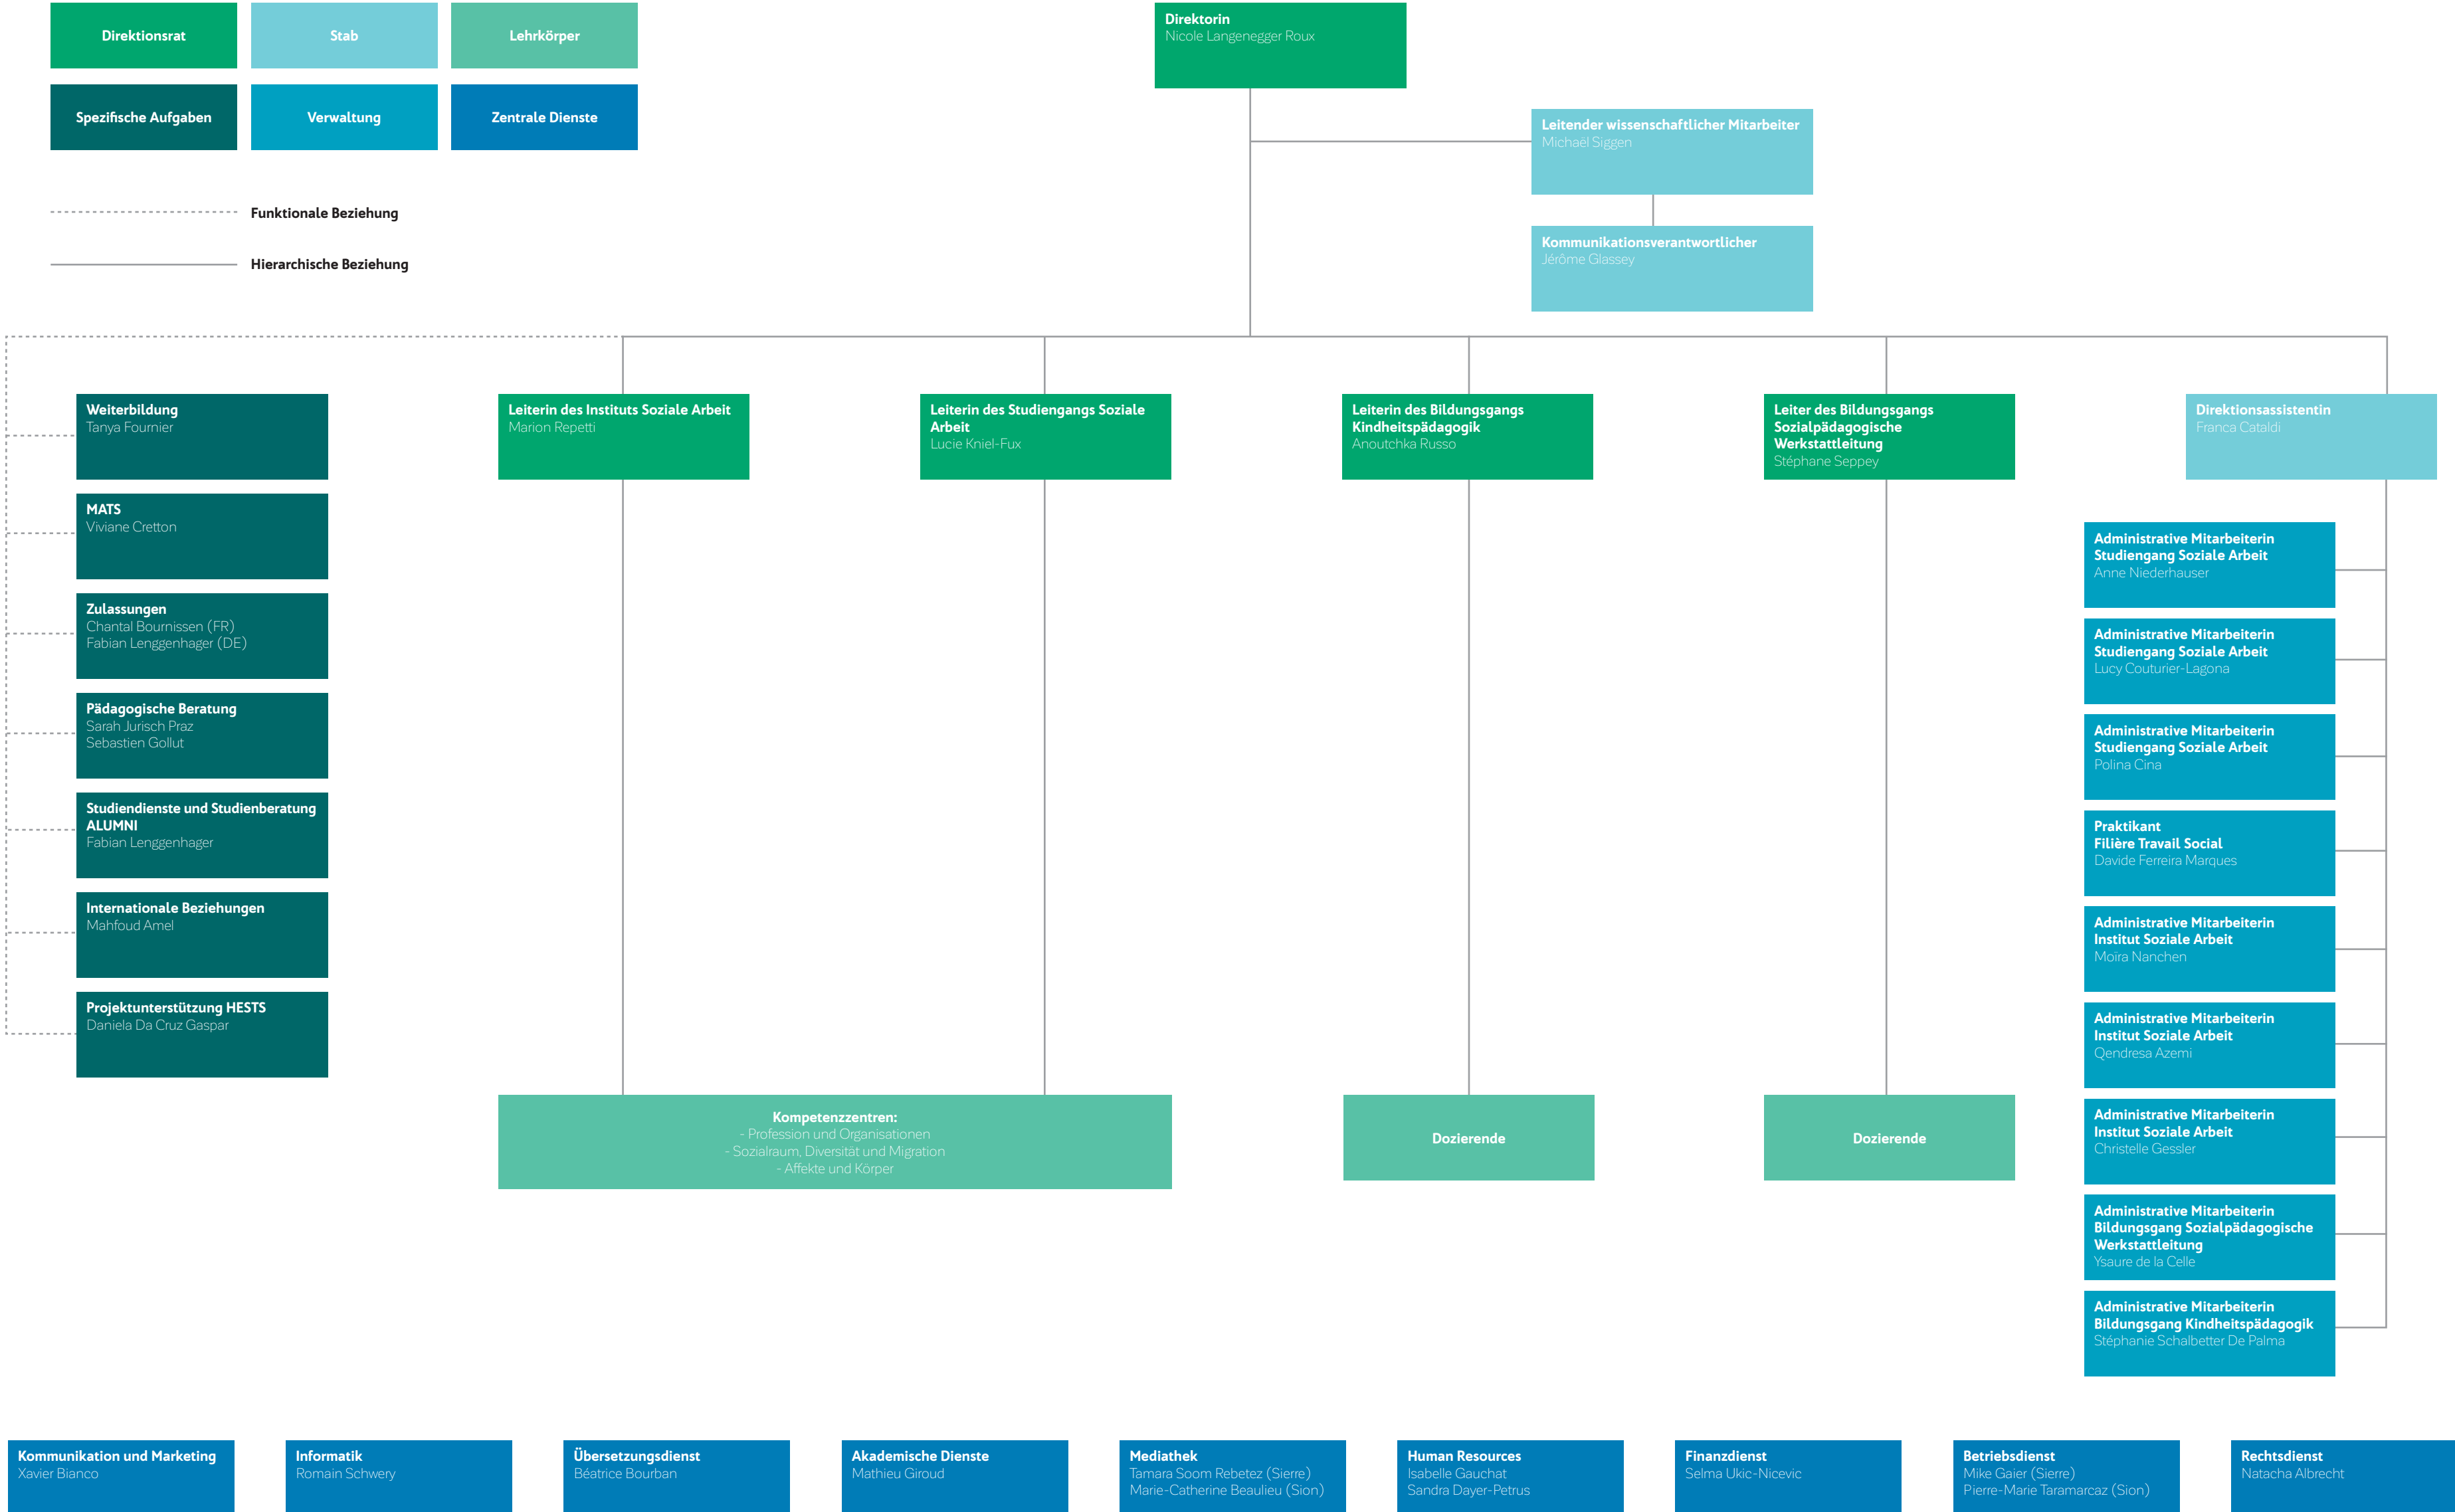 Direktionsrat
Stab
Lehrkörper
Spezifische Aufgaben
Verwaltung
Zentrale Dienste
Funktionale Beziehung
Hierarchische Beziehung
Direktorin
Nicole Langenegger Roux
Leitender wissenschaftlicher Mitarbeiter
Michaël Siggen
Kommunikationsverantwortlicher
Jérôme Glassey
Weiterbildung
Tanya Fournier
MATS
Viviane Cretton
Zulassungen
Chantal Bournissen (FR)
Fabian Lenggenhager (DE)
Pädagogische Beratung
Sarah Jurisch Praz
Sebastien Gollut
Studiendienste und Studienberatung
ALUMNI
Fabian Lenggenhager
Internationale Beziehungen
Mahfoud Amel
Projektunterstützung HESTS
Daniela Da Cruz Gaspar
Leiterin des Instituts Soziale Arbeit
Marion Repetti
Leiterin des Studiengangs Soziale
Arbeit
Lucie Kniel-Fux
Leiterin des Bildungsgangs
Kindheitspädagogik
Anoutchka Russo
Leiter des Bildungsgangs
Sozialpädagogische
Werkstattleitung
Stéphane Seppey
Direktionsassistentin
Franca Cataldi
Kompetenzzentren:
- Profession und Organisationen
- Sozialraum, Diversität und Migration
- Affekte und Körper
Dozierende
Dozierende
Administrative Mitarbeiterin
Studiengang Soziale Arbeit
Anne Niederhauser
Administrative Mitarbeiterin
Studiengang Soziale Arbeit
Lucy Couturier-Lagona
Administrative Mitarbeiterin
Studiengang Soziale Arbeit
Polina Cina
Praktikant
Filière Travail Social
Davide Ferreira Marques
Administrative Mitarbeiterin
Institut Soziale Arbeit
Moïra Nanchen
Administrative Mitarbeiterin
Institut Soziale Arbeit
Qendresa Azemi
Administrative Mitarbeiterin
Institut Soziale Arbeit
Christelle Gessler
Administrative Mitarbeiterin
Bildungsgang Sozialpädagogische
Werkstattleitung
Ysaure de la Celle
Administrative Mitarbeiterin
Bildungsgang Kindheitspädagogik
Stéphanie Schalbetter De Palma
Kommunikation und Marketing
Xavier Bianco
Informatik
Romain Schwery
Übersetzungsdienst
Béatrice Bourban
Akademische Dienste
Mathieu Giroud
Mediathek
Tamara Soom Rebetez (Sierre)
Marie-Catherine Beaulieu (Sion)
Human Resources
Isabelle Gauchat
Sandra Dayer-Petrus
Finanzdienst
Selma Ukic-Nicevic
Betriebsdienst
Mike Gaier (Sierre)
Pierre-Marie Taramarcaz (Sion)
Rechtsdienst
Natacha Albrecht